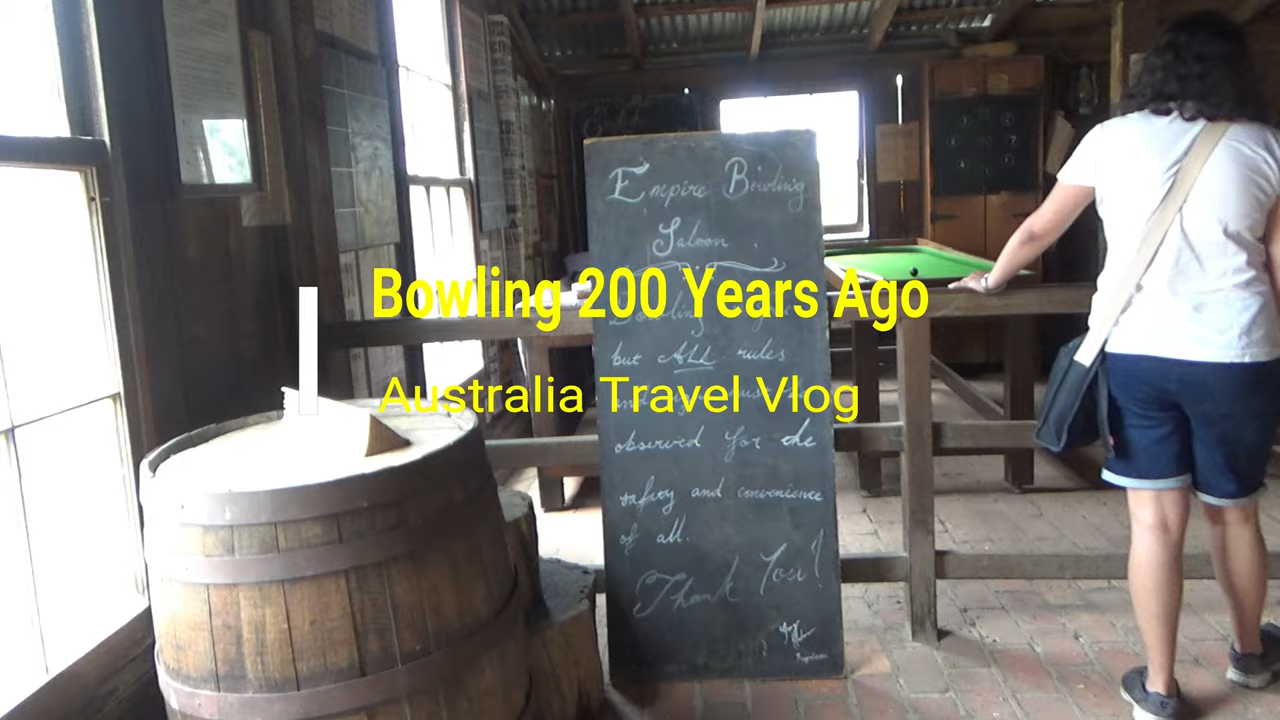 Empire Bowling
Saloon.
Bowling 200 Years Ago
Bowling
but ALL rules
Australia Travel Vlog
observed for the
safety and convenience
of all.
Thank You!